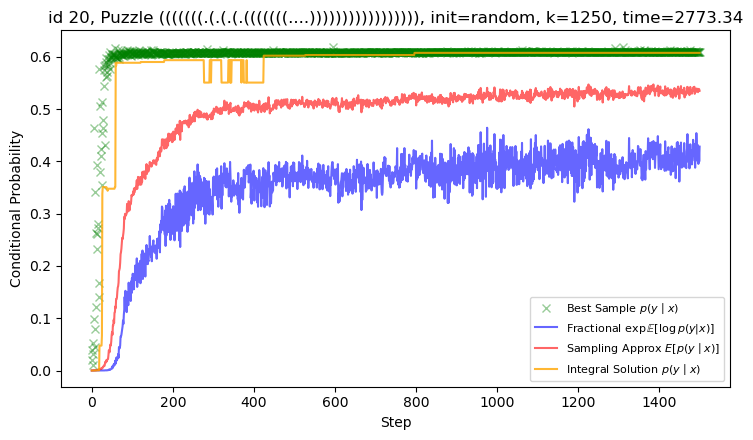 id 20, Puzzle (((((((.(.(.(.(((((((....))))))))))))))))), init=random, k=1250, time=2773.34
Conditional Probability
0.6
0.5
0.4
0.3
0.2
0.1
0.0
0 200 400 600 800 1000 1200 1400
Step
Best Sample p(y | x)
Fractional exp 𝔼[log p(y|x)]
Sampling Approx E[p(y | x)]
Integral Solution p(y | x)